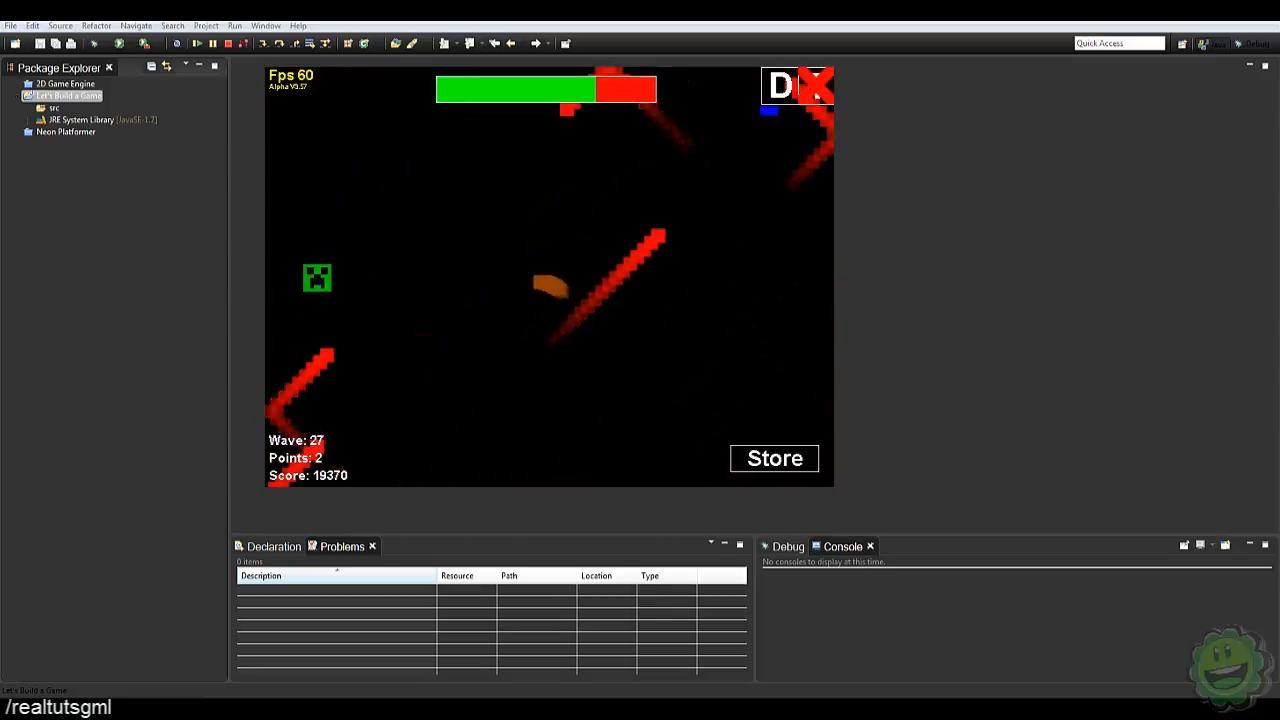 File Edit Source Refactor Navigate Search Project Run Window Help
Quick Access
Debug
Package Explorer
2D Game Engine
Let's Build a Game
src
JRE System Library [JavaSE-1.7]
Neon Platformer
Fps 60
Alpha V3.57
D
Wave: 27
Points: 2
Score: 19370
Store
Declaration Problems
0 items
Description Resource Path Location Type
Debug Console
No consoles to display at this time.
Let's Build a Game
/realtutsgml